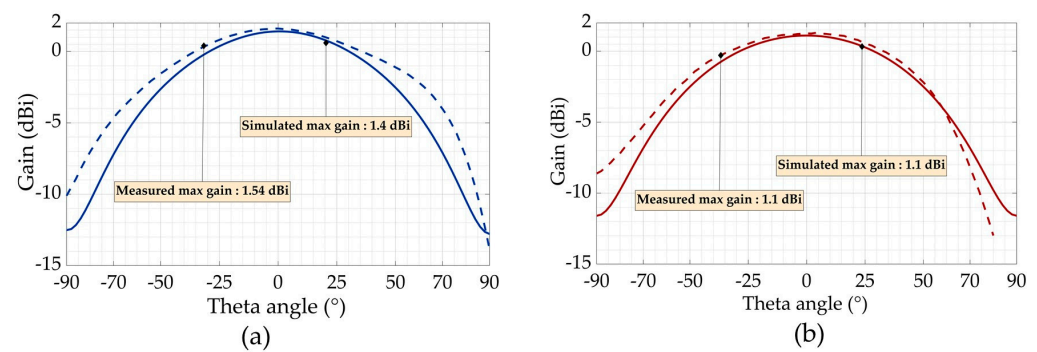 2
0
-5
-10
-15
Gain (dBi)
Simulated max gain : 1.4 dBi
Measured max gain : 1.54 dBi
-90 -70 -50 -25 0 25 50 70 90
Theta angle (°)
(a)
2
0
-5
-10
-15
Gain (dBi)
Simulated max gain : 1.1 dBi
Measured max gain : 1.1 dBi
-90 -70 -50 -25 0 25 50 70 90
Theta angle (°)
(b)